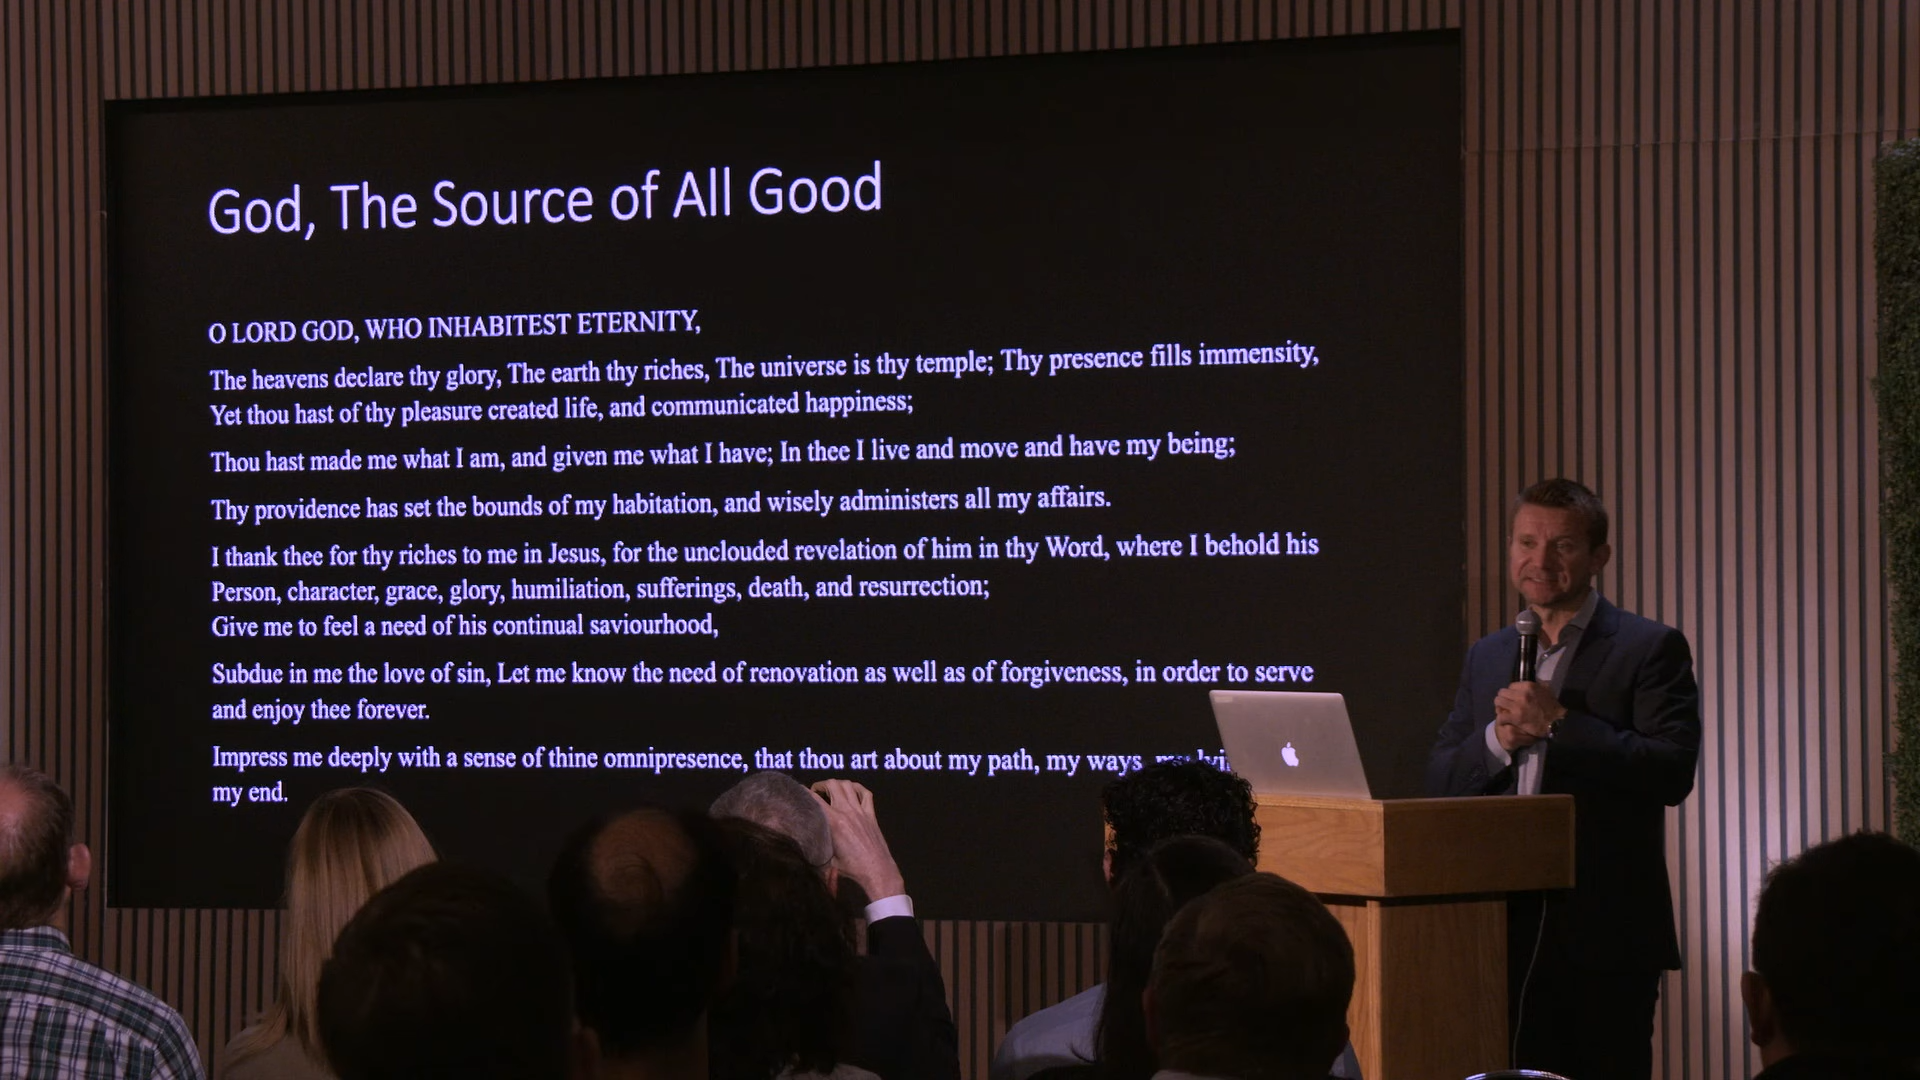 God, The Source of All Good
O LORD GOD, WHO INHABITEST ETERNITY,
The heavens declare thy glory, The earth thy riches, The universe is thy temple; Thy presence fills immensity,
Yet thou hast of thy pleasure created life, and communicated happiness;
Thou hast made me what I am, and given me what I have; In thee I live and move and have my being;
Thy providence has set the bounds of my habitation, and wisely administers all my affairs.
I thank thee for thy riches to me in Jesus, for the unclouded revelation of him in thy Word, where I behold his
Person, character, grace, glory, humiliation, sufferings, death, and resurrection;
Give me to feel a need of his continual saviourhood,
Subdue in me the love of sin, Let me know the need of renovation as well as of forgiveness, in order to serve
and enjoy thee forever.
Impress me deeply with a sense of thine omnipresence, that thou art about my path, my ways
my end.